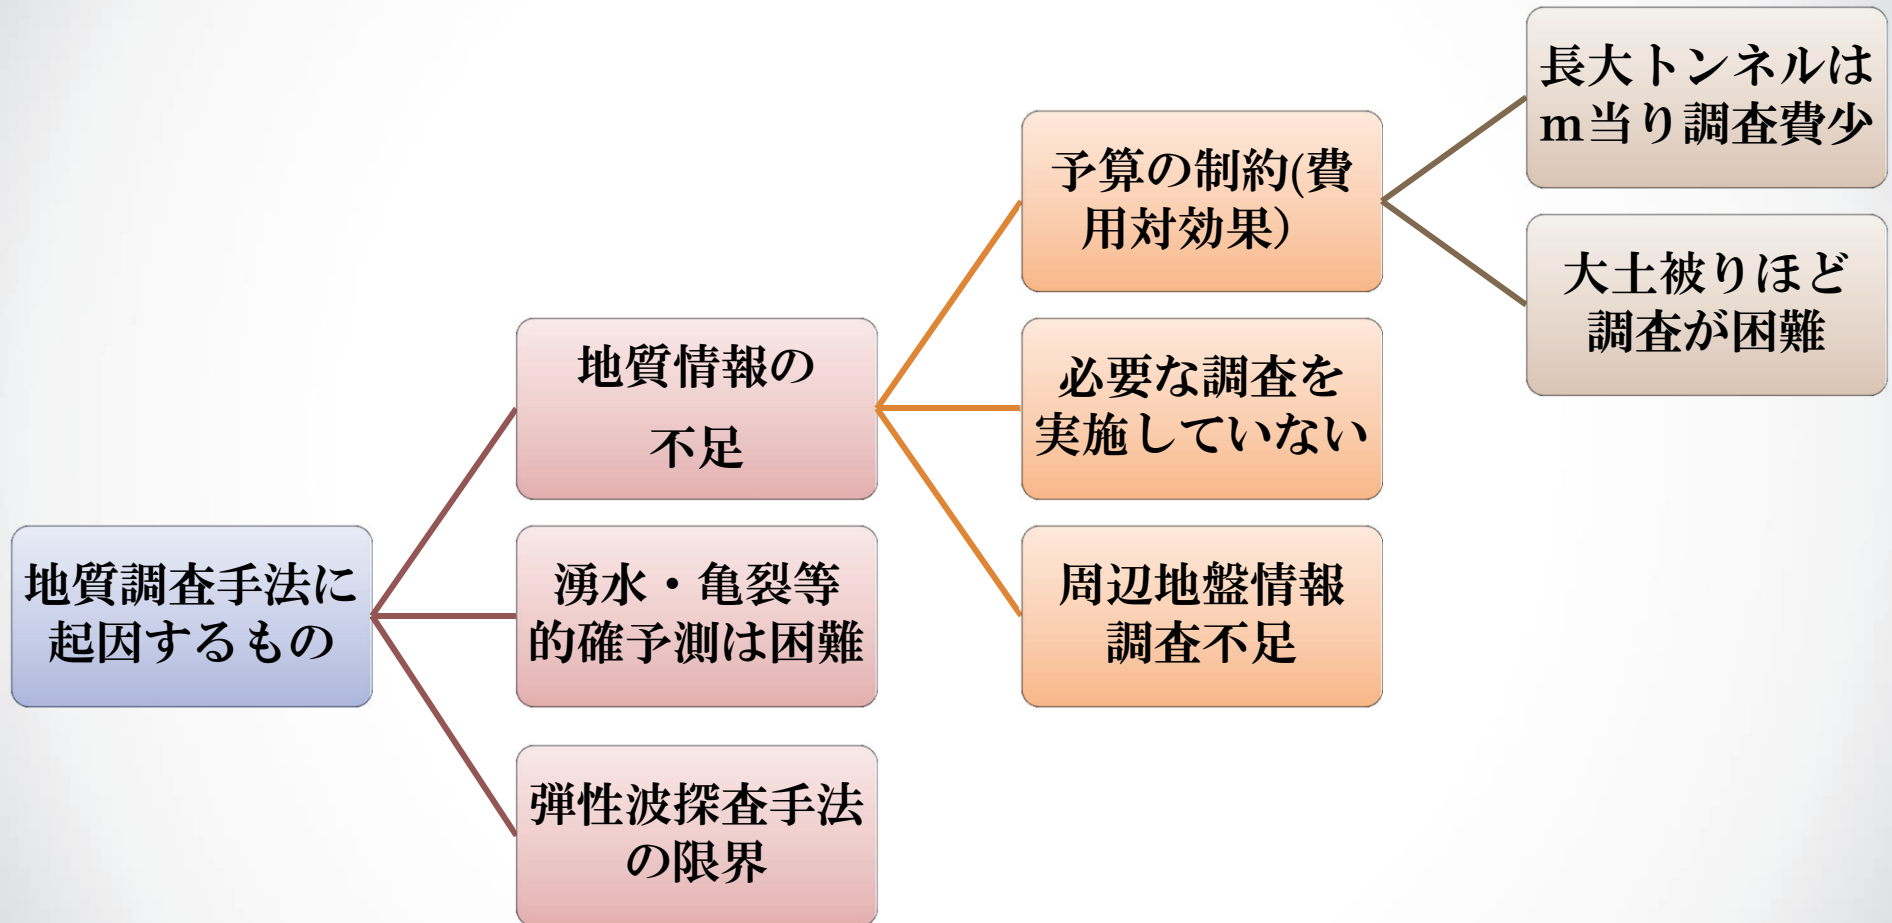 地質調査手法に
起因するもの
地質情報の
不足
湧水・亀裂等
的確予測は困難
弾性波探査手法
の限界
予算の制約(費
用対効果）
必要な調査を
実施していない
周辺地盤情報
調査不足
長大トンネルは
ｍ当り調査費少
大土被りほど
調査が困難